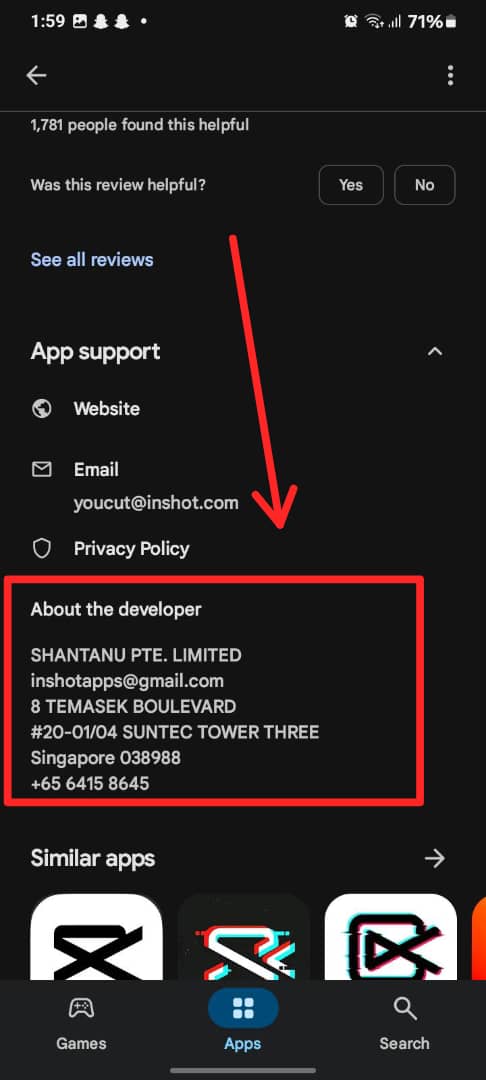 1:59
71%
1,781 people found this helpful
Was this review helpful?
Yes
No
See all reviews
App support
Website
Email
youcut@inshot.com
Privacy Policy
About the developer
SHANTANU PTE. LIMITED
inshotapps@gmail.com
8 TEMASEK BOULEVARD
#20-01/04 SUNTEC TOWER THREE
Singapore 038988
+65 6415 8645
Similar apps
Games
Apps
Search